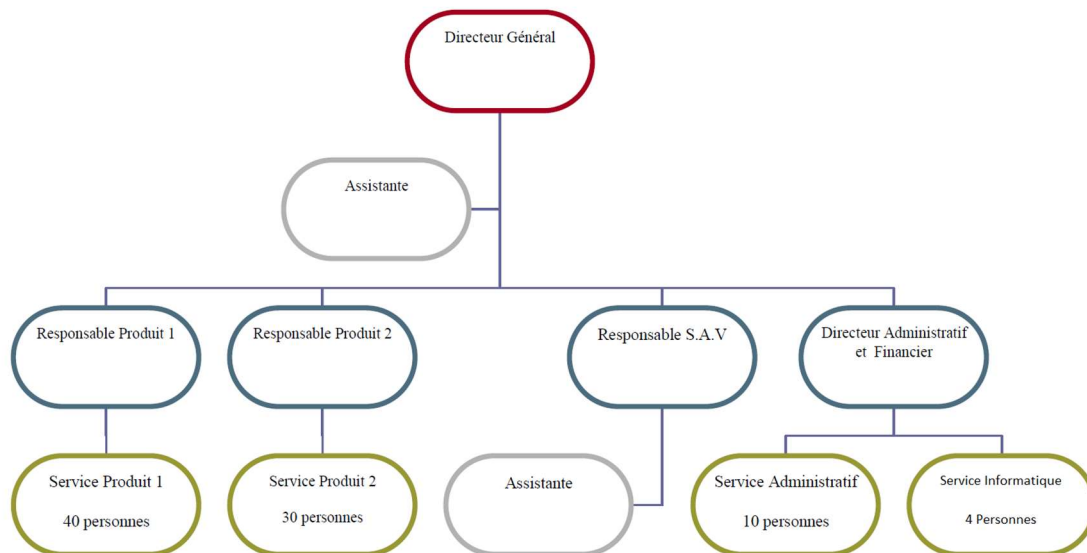 Directeur Général
Assistante
Responsable Produit 1
Responsable Produit 2
Responsable S.A.V
Directeur Administratif
et Financier
Service Produit 1
40 personnes
Service Produit 2
30 personnes
Assistante
Service Administratif
10 personnes
Service Informatique
4 Personnes